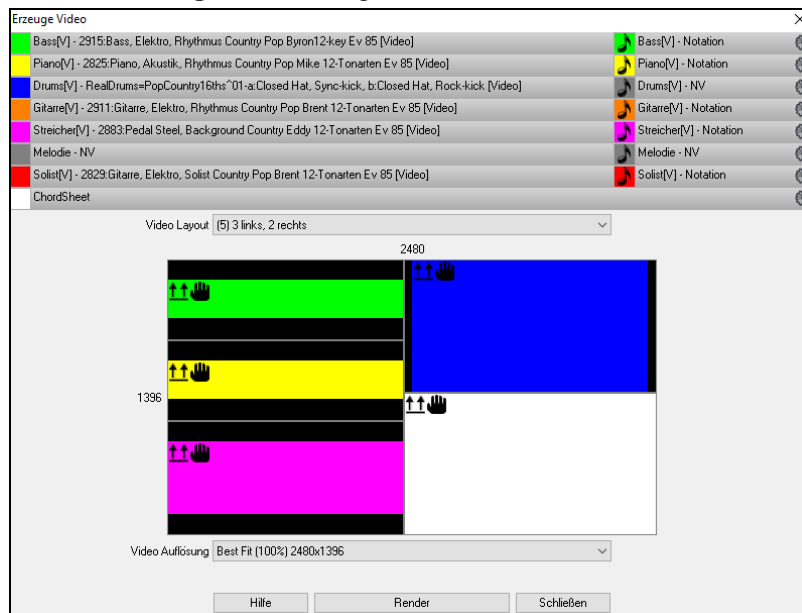 Erzeuge Video
Bass[V] - 2915:Bass, Elektro, Rhythmus Country Pop Byron12-key Ev 85 [Video] Bass[V] - Notation
Piano[V] - 2825:Piano, Akustik, Rhythmus Country Pop Mike 12-Tonarten Ev 85 [Video] Piano[V] - Notation
Drums[V] - RealDrums=PopCountry16ths^01-a:Closed Hat, Sync-kick, b:Closed Hat, Rock-kick [Video] Drums[V] - NV
Gitarre[V] - 2911:Gitarre, Elektro, Rhythmus Country Pop Brent 12-Tonarten Ev 85 [Video] Gitarre[V] - Notation
Streicher[V] - 2883:Pedal Steel, Background Country Eddy 12-Tonarten Ev 85 [Video] Streicher[V] - Notation
Melodie - NV Melodie - NV
Solist[V] - 2829:Gitarre, Elektro, Solist Country Pop Brent 12-Tonarten Ev 85 [Video] Solist[V] - Notation
ChordSheet
Video Layout (5) 3 links, 2 rechts
2480
1396
Video Auflösung Best Fit (100%) 2480x1396
Hilfe Render Schließen